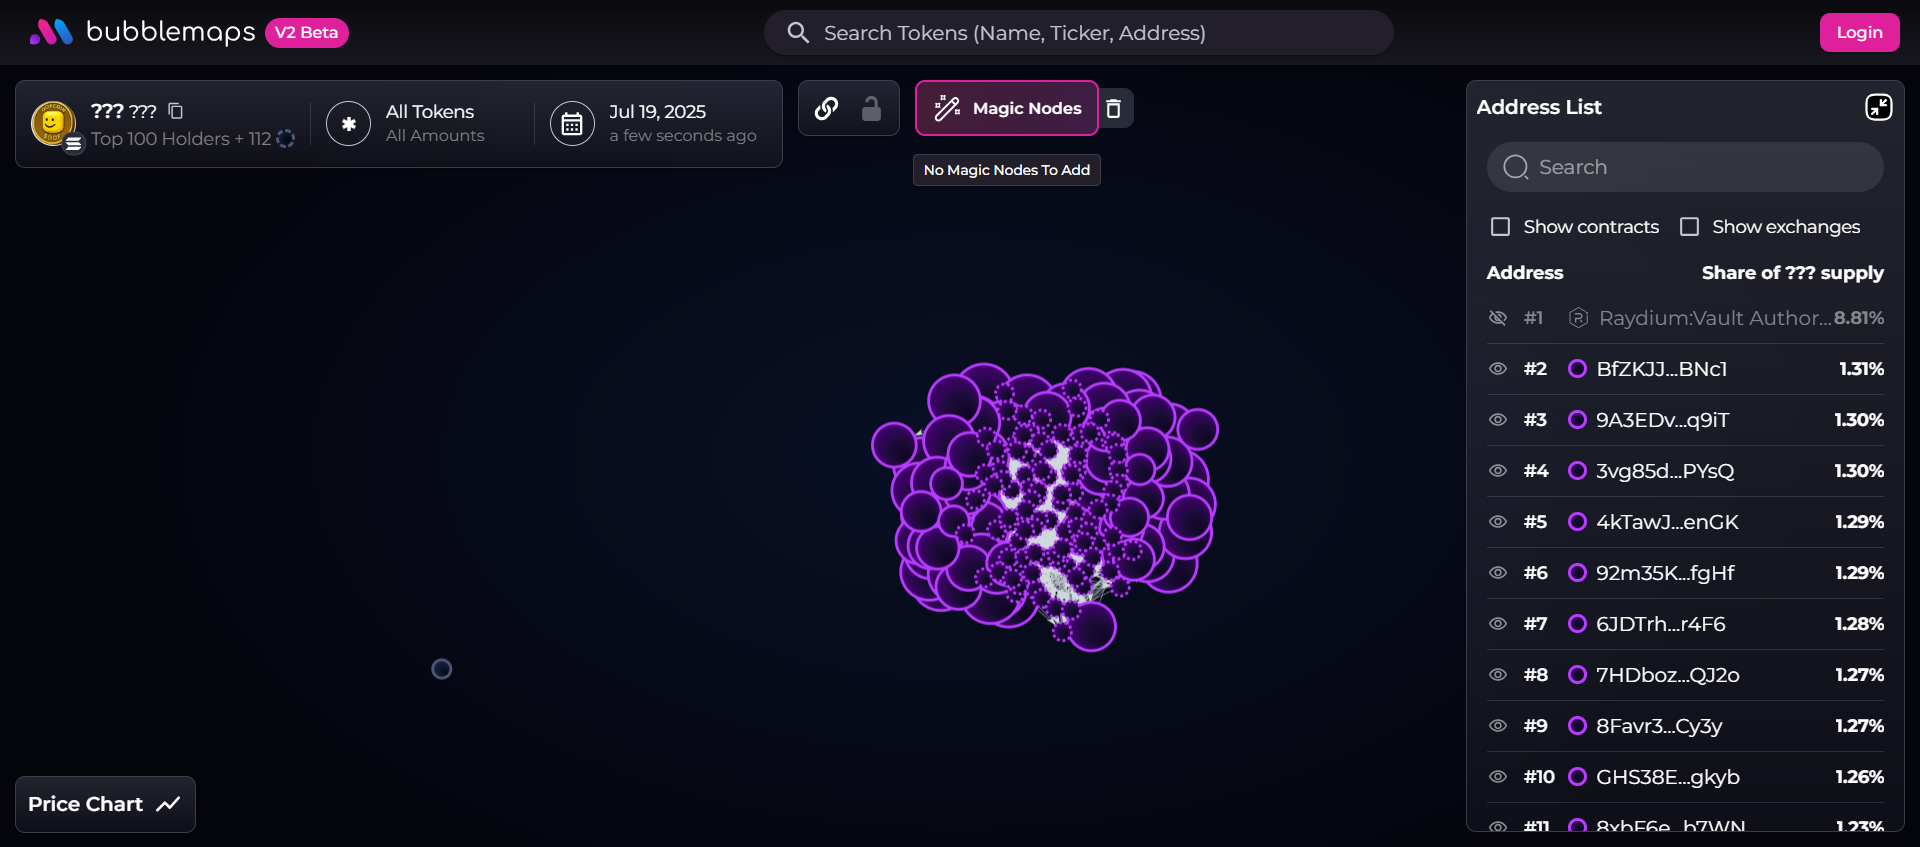 bubblemaps V2 Beta
Search Tokens (Name, Ticker, Address)
Login
??? ???
Top 100 Holders + 112
All Tokens
All Amounts
Jul 19, 2025
a few seconds ago
Magic Nodes
No Magic Nodes To Add
Address List
Search
Show contracts Show exchanges
Address Share of ??? supply
#1 Raydium:Vault Author... 8.81%
#2 BfZKJJ...BNc1 1.31%
#3 9A3EDv...q9iT 1.30%
#4 3vg85d...PYsQ 1.30%
#5 4kTawJ...enGK 1.29%
#6 92m35K...fgHf 1.29%
#7 6JDTrh...r4F6 1.28%
#8 7HDboz...QJ2o 1.27%
#9 8Favr3...Cy3y 1.27%
#10 GHS38E...gkyb 1.26%
#11 8xbF6e...b7WN 1.23%
Price Chart